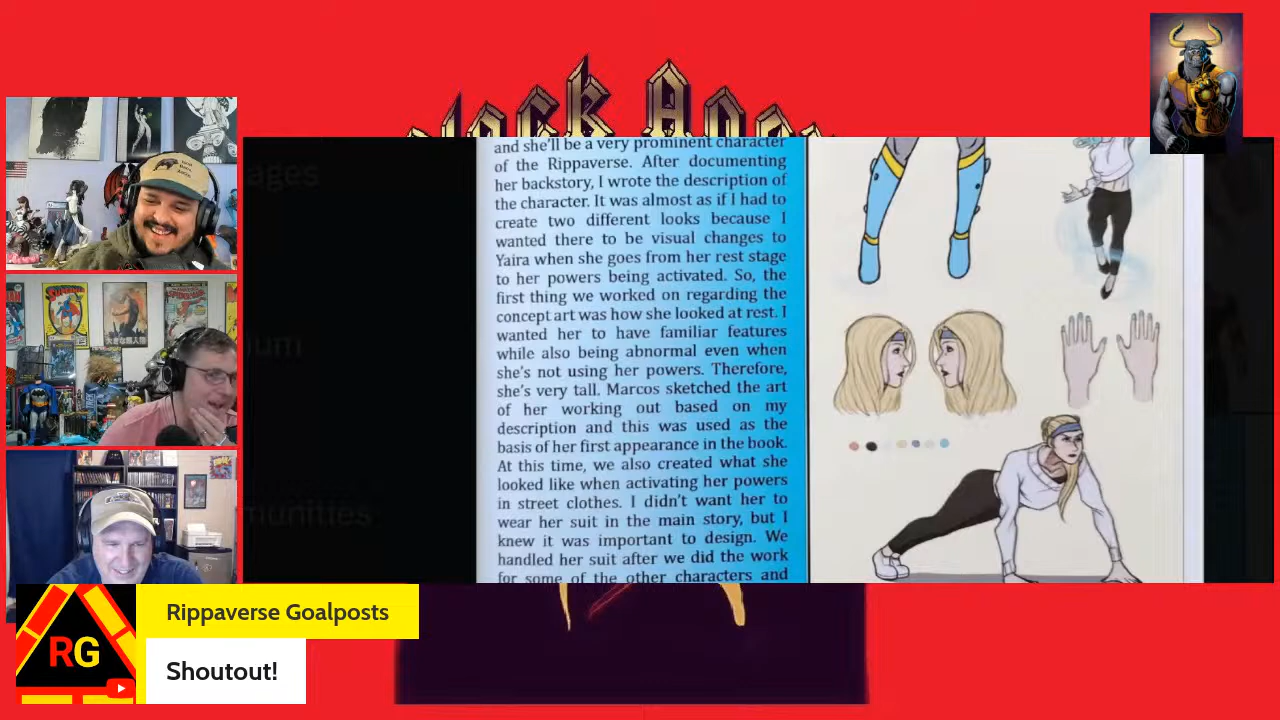 ages
and she'll be a very prominent character
of the Rippaverse. After documenting
her backstory, I wrote the description of
the character. It was almost as if I had to
create two different looks because I
wanted there to be visual changes to
Yaira when she goes from her rest stage
to her powers being activated. So, the
first thing we worked on regarding the
concept art was how she looked at rest. I
wanted her to have familiar features
while also being abnormal even when
she's not using her powers. Therefore,
she's very tall. Marcos sketched the art
of her working out based on my
description and this was used as the
basis of her first appearance in the book.
At this time, we also created what she
looked like when activating her powers
in street clothes. I didn't want her to
wear her suit in the main story, but I
knew it was important to design. We
handled her suit after we did the work
for some of the other characters and
RG
Rippaverse Goalposts
Shoutout!